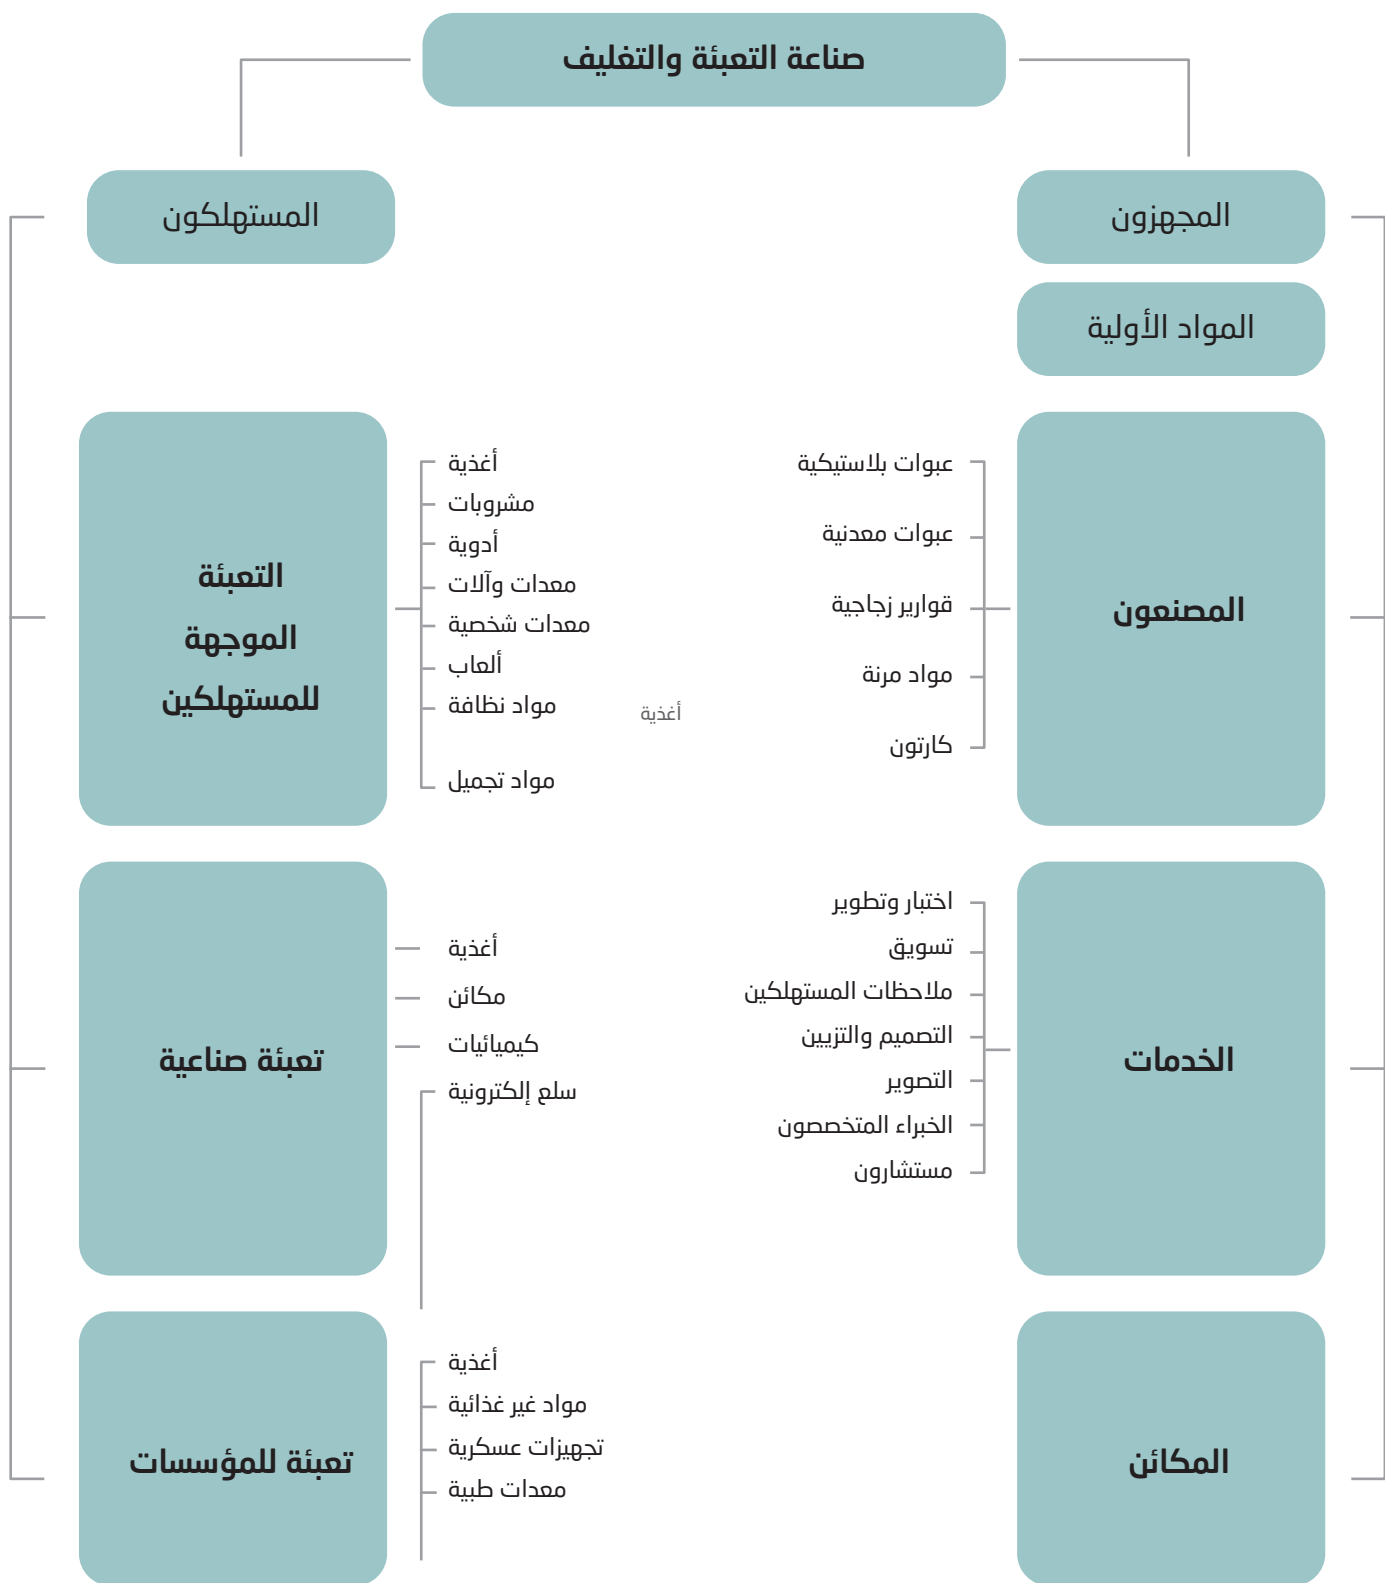 صناعة التعبئة والتغليف
المجهزون
المستهلكون
المواد الأولية
المصنعون
عبوات بلاستيكية
عبوات معدنية
قوارير زجاجية
مواد مرنة
كارتون
أغذية
التعبئة
الموجهة
للمستهلكين
أغذية
مشروبات
أدوية
معدات وآلات
معدات شخصية
ألعاب
مواد نظافة
مواد تجميل
الخدمات
اختبار وتطوير
تسويق
ملاحظات المستهلكين
التصميم والتزيين
التصوير
الخبراء المتخصصون
مستشارون
تعبئة صناعية
أغذية
مكائن
كيميائيات
سلع إلكترونية
المكائن
تعبئة للمؤسسات
أغذية
مواد غير غذائية
تجهيزات عسكرية
معدات طبية